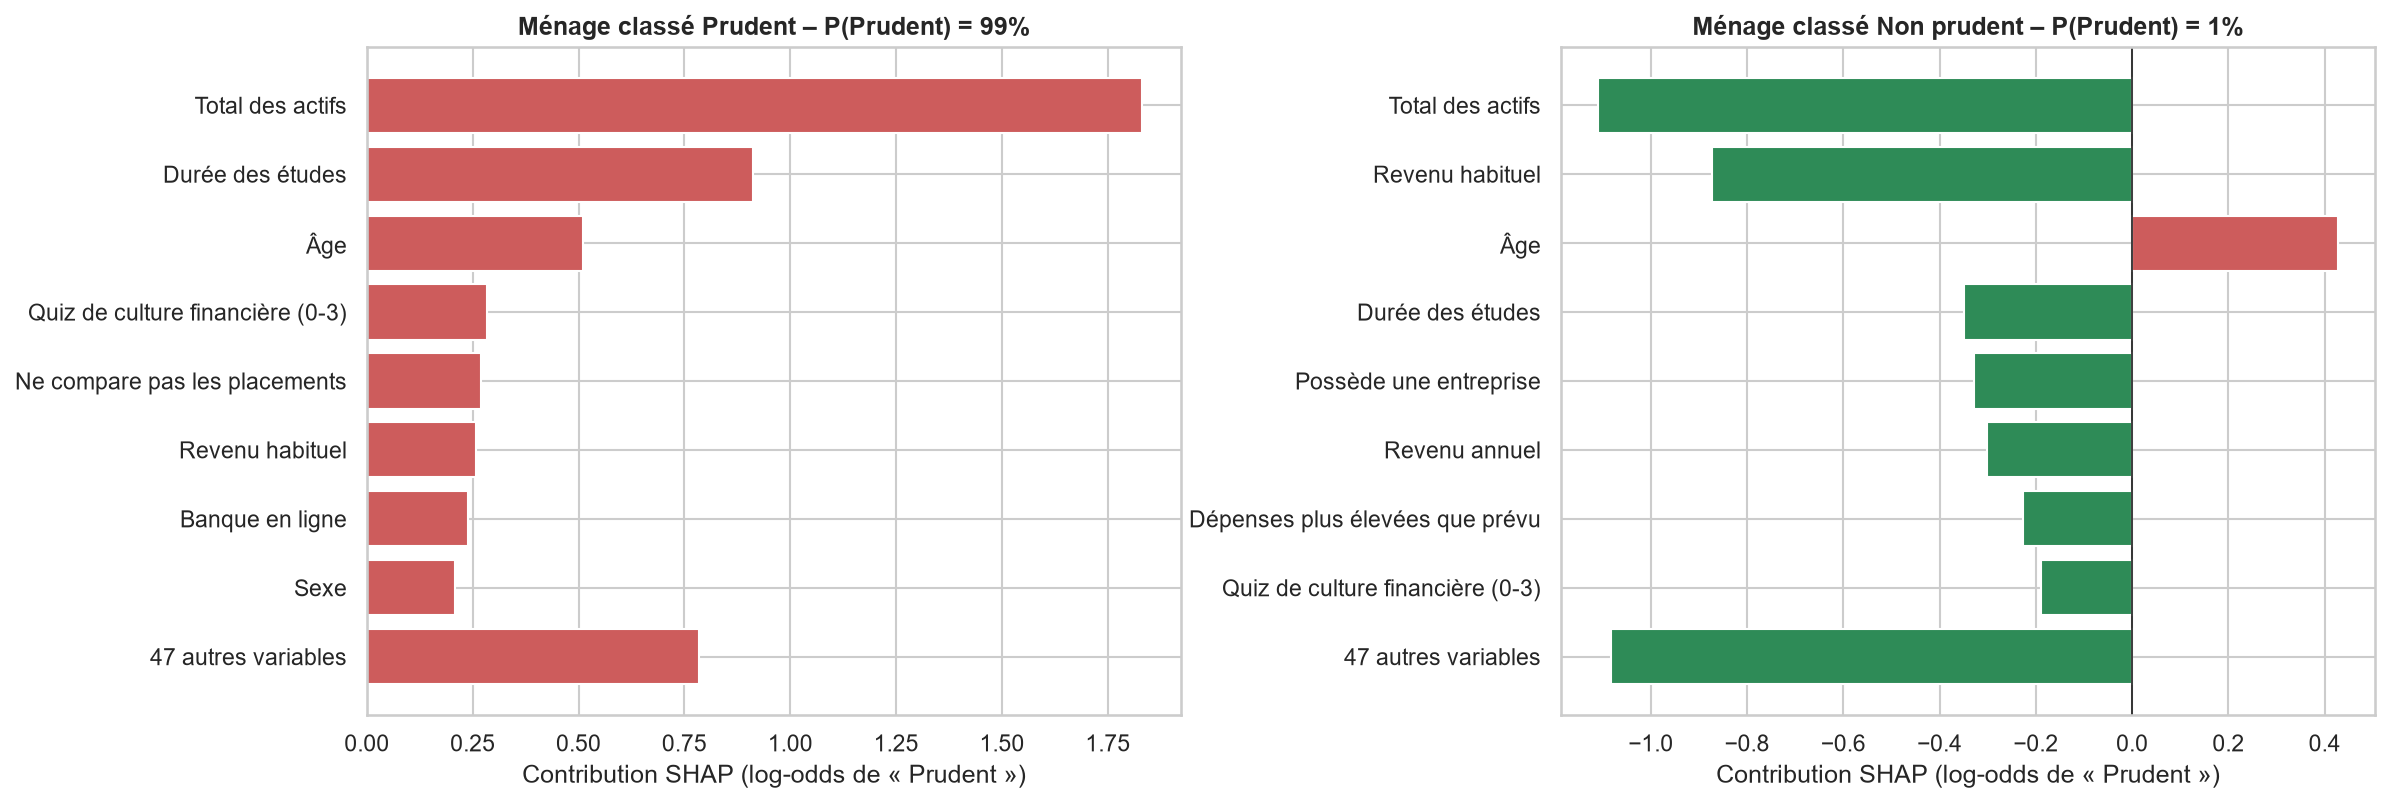 Ménage classé Prudent – P(Prudent) = 99%
Total des actifs
Durée des études
Âge
Quiz de culture financière (0-3)
Ne compare pas les placements
Revenu habituel
Banque en ligne
Sexe
47 autres variables
0.00 0.25 0.50 0.75 1.00 1.25 1.50 1.75
Contribution SHAP (log-odds de « Prudent »)
Ménage classé Non prudent – P(Prudent) = 1%
Total des actifs
Revenu habituel
Âge
Durée des études
Possède une entreprise
Revenu annuel
Dépenses plus élevées que prévu
Quiz de culture financière (0-3)
47 autres variables
−1.0 −0.8 −0.6 −0.4 −0.2 0.0 0.2 0.4
Contribution SHAP (log-odds de « Prudent »)